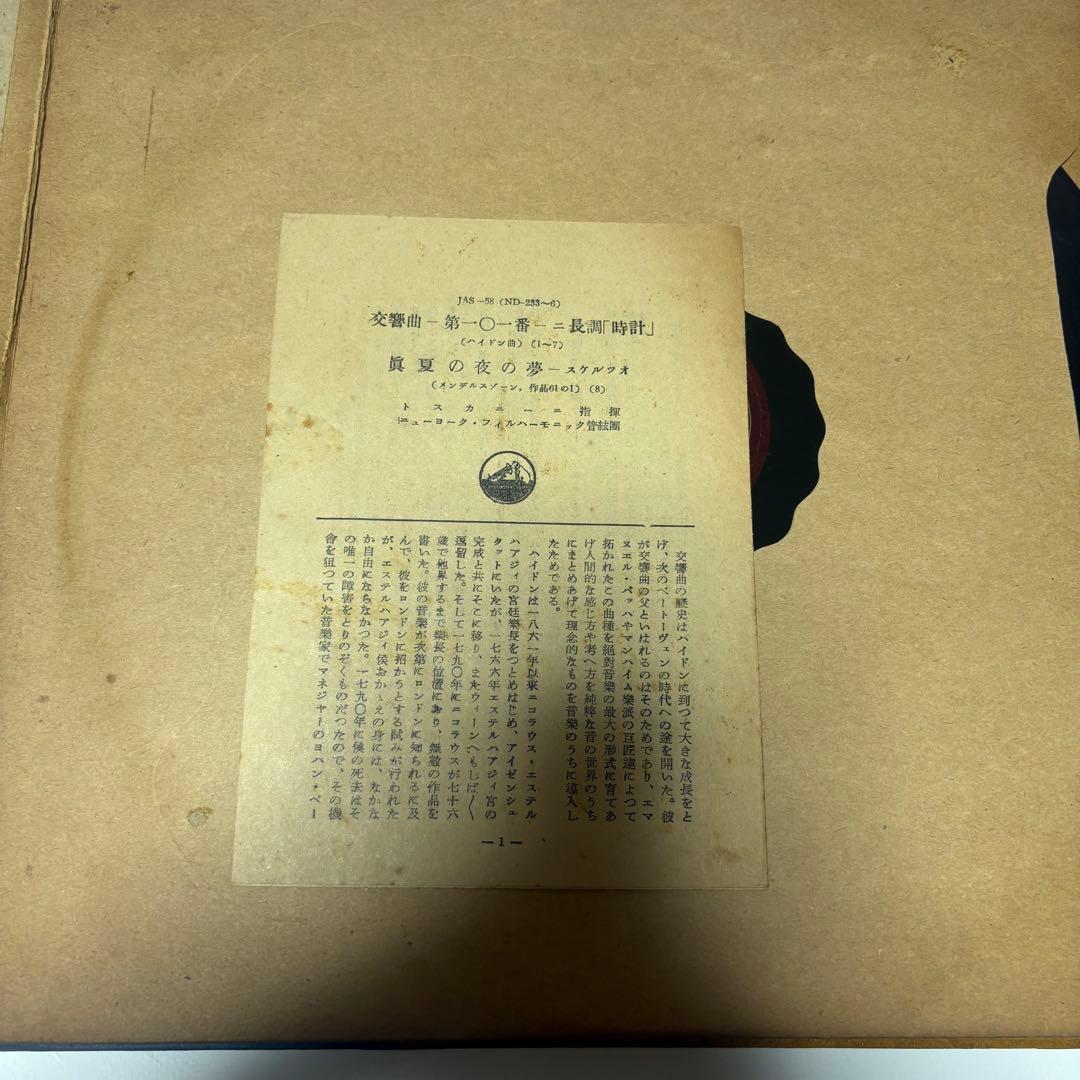 JAS-58 (ND-233~6)
交響曲－第一〇一番－ニ長調「時計」
(ハイドン曲) (1～7)
眞夏の夜の夢－スケルツオ
(メンデルスゾーン, 作品61の1) (8)
トスカニーニ指揮
ニューヨーク・フィルハーモニック管絃團
交響曲の歴史はハイドンに到つて大きな成長をと
げ、次のベートーヴェンの時代への途を開いた。彼
が交響曲の父といはれるのはそのためであり、エマ
ヌエル・バッハやマンハイム樂派の巨匠達によつて
拓かれたこの曲種を絕對音樂の最大の形式に育てあ
げ人間的な感じ方や考へ方を純粋な音の世界のうち
にまとめあげて理念的なものを音樂のうちに導入し
たためである。
ハイドンは一八六一年以來ニコラウス・エステル
ハアジィの宮廷樂長をつとめはじめ、アイゼンシュ
タットにいたが、一七六六年エステルハアジィ宮の
完成と共にそこに移り、またウィーンへもしば〳〵
逗留した。そして一七九〇年にニコラウスが七十六
歳で他界するまで樂長の位置にあり、無數の作品を
書いた。彼の音樂が次第にロンドンに知られるに及
んで、彼をロンドンに招かうとする試みが行われた
が、エステルハアジィ侯おかゝえの身には、なかな
か自由にならなかつた。一七九〇年に侯の死去はそ
の唯一の障害をとりのぞくものだつたので、その機
會を狙つていた音樂家でマネジャーのヨハン・ペー
－1－